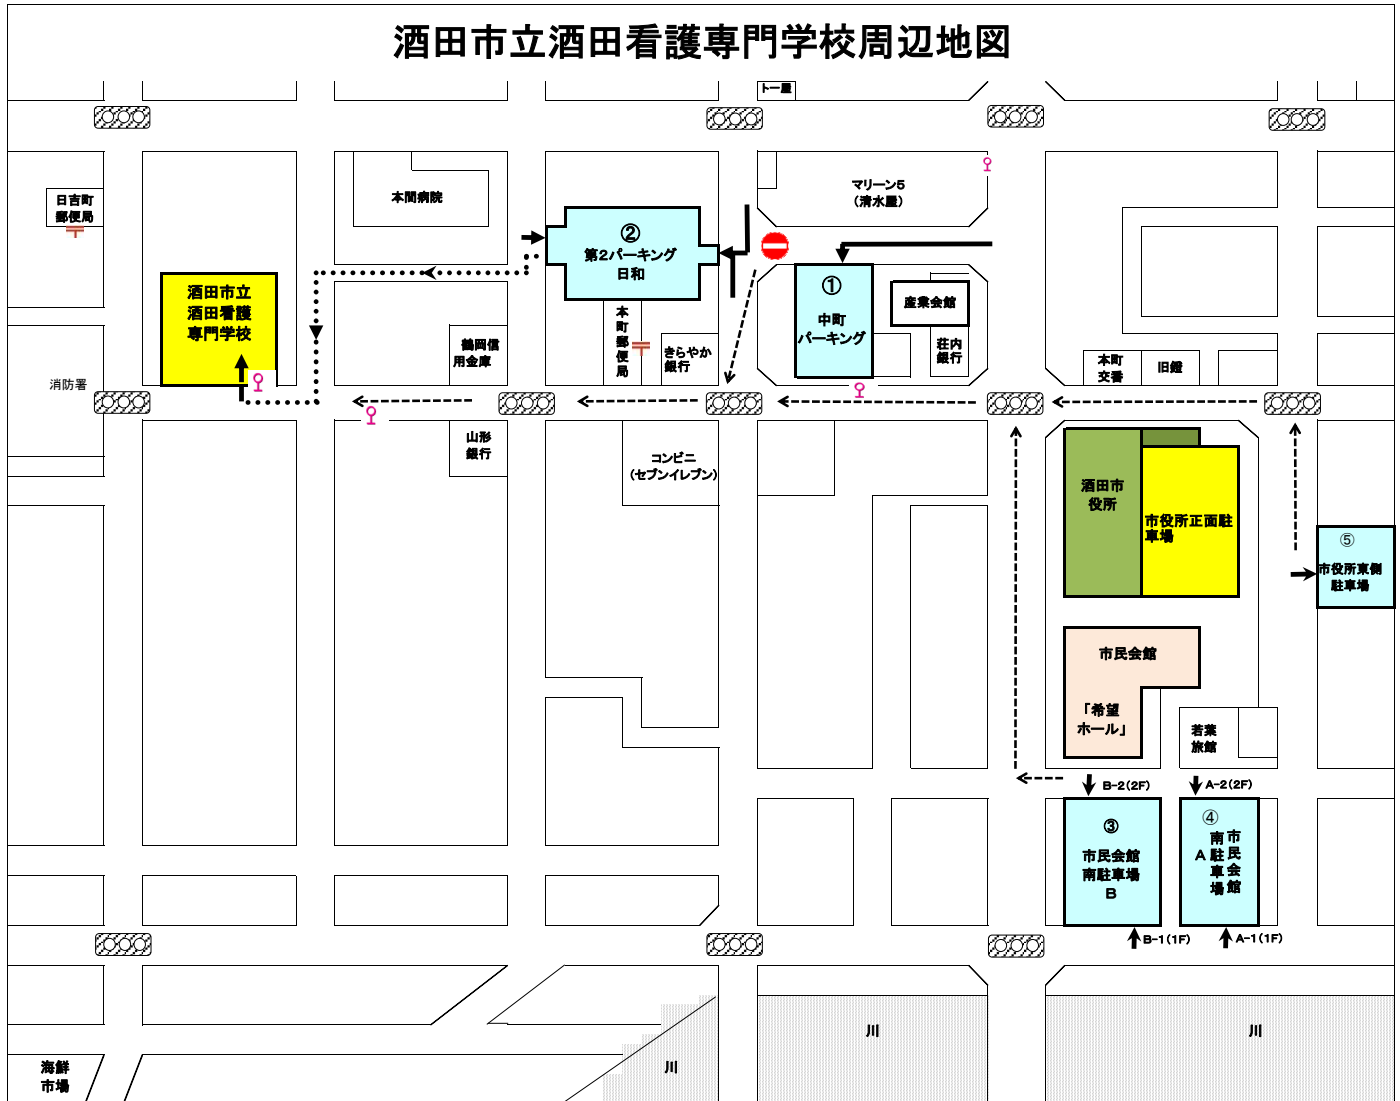 酒田市立酒田看護専門学校周辺地図
トー屋
日吉町
郵便局
〒
本間病院
マリーン5
（清水屋）
②
第2パーキング
日和
①
中町
パーキング
産業会館
荘内
銀行
酒田市立
酒田看護
専門学校
鶴岡信
用金庫
本町郵便局
〒
きらやか
銀行
本町
交番
旧鐙
消防署
山形
銀行
コンビニ
（セブンイレブン）
酒田市
役所
市役所正面駐
車場
⑤
市役所東側
駐車場
市民会館
「希望
ホール」
若葉
旅館
B-2（2F）
A-2（2F）
③
市民会館
南駐車場
B
④
市民会館
南駐車場
A
B-1（1F）
A-1（1F）
川
川
川
海鮮
市場